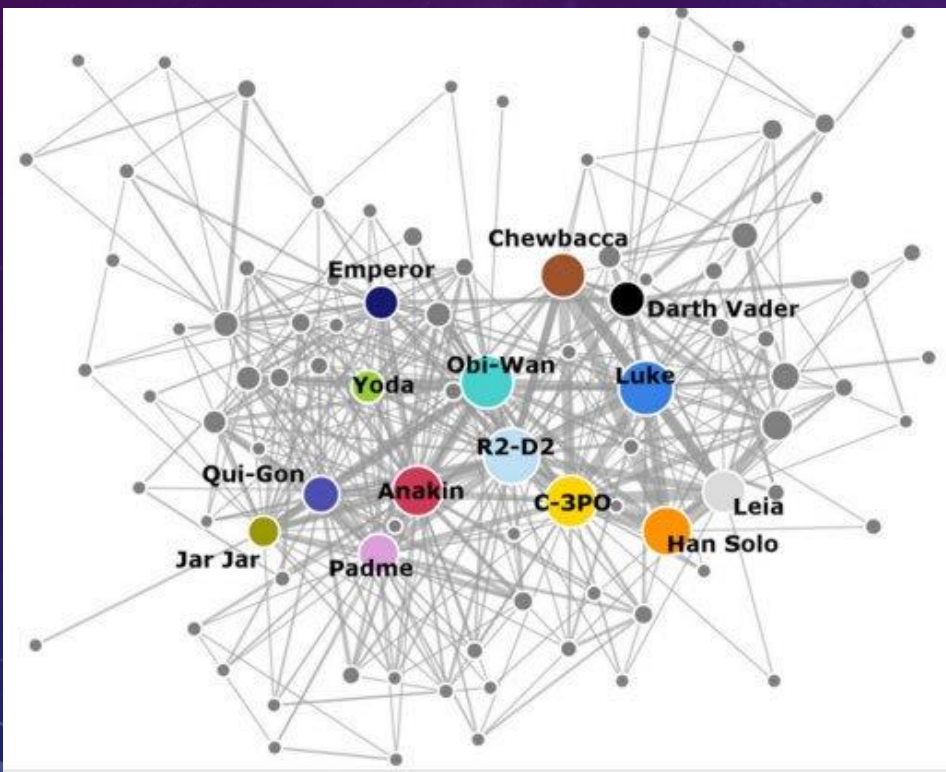 Chewbacca
Emperor
Darth Vader
Obi-Wan
Luke
Yoda
R2-D2
Qui-Gon
Anakin
C-3PO
Leia
Han Solo
Jar Jar
Padme